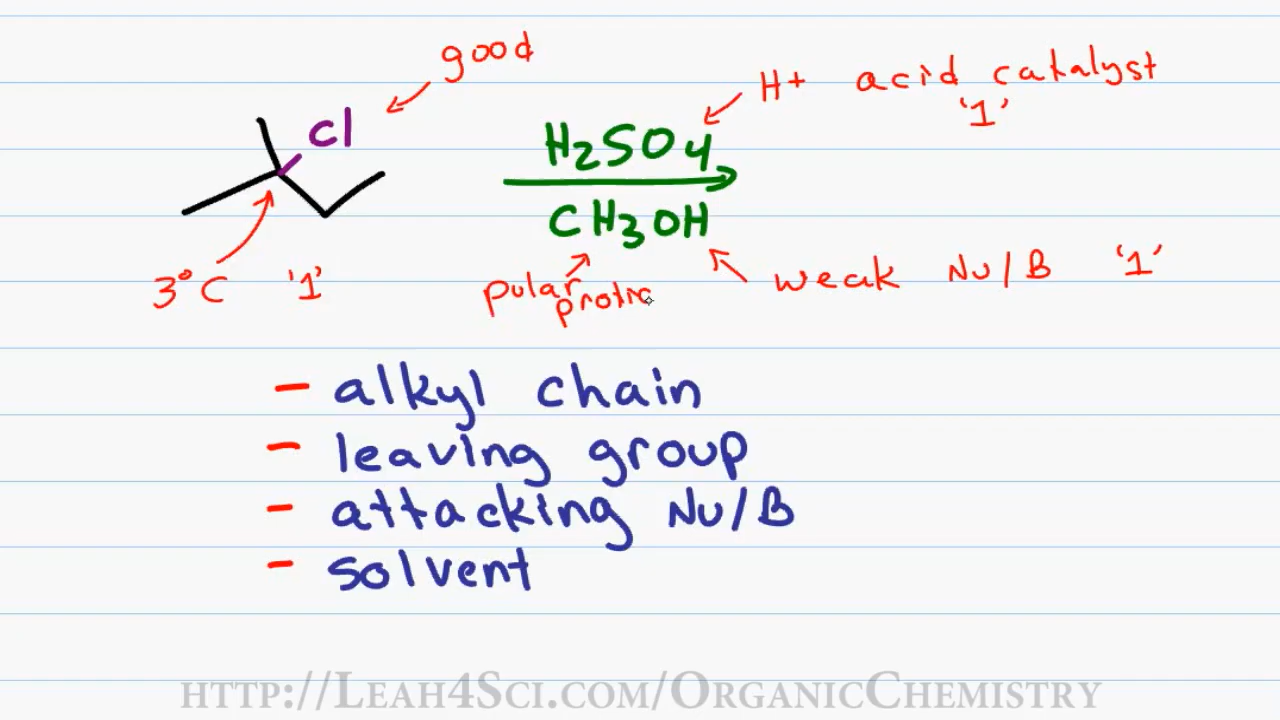 good
Cl
H+ acid catalyst
'1'
H2SO4
CH3OH
3° C '1'
pular
protic
weak Nu/B '1'
- alkyl chain
- leaving group
- attacking Nu/B
- solvent
http://Leah4Sci.com/OrganicChemistry